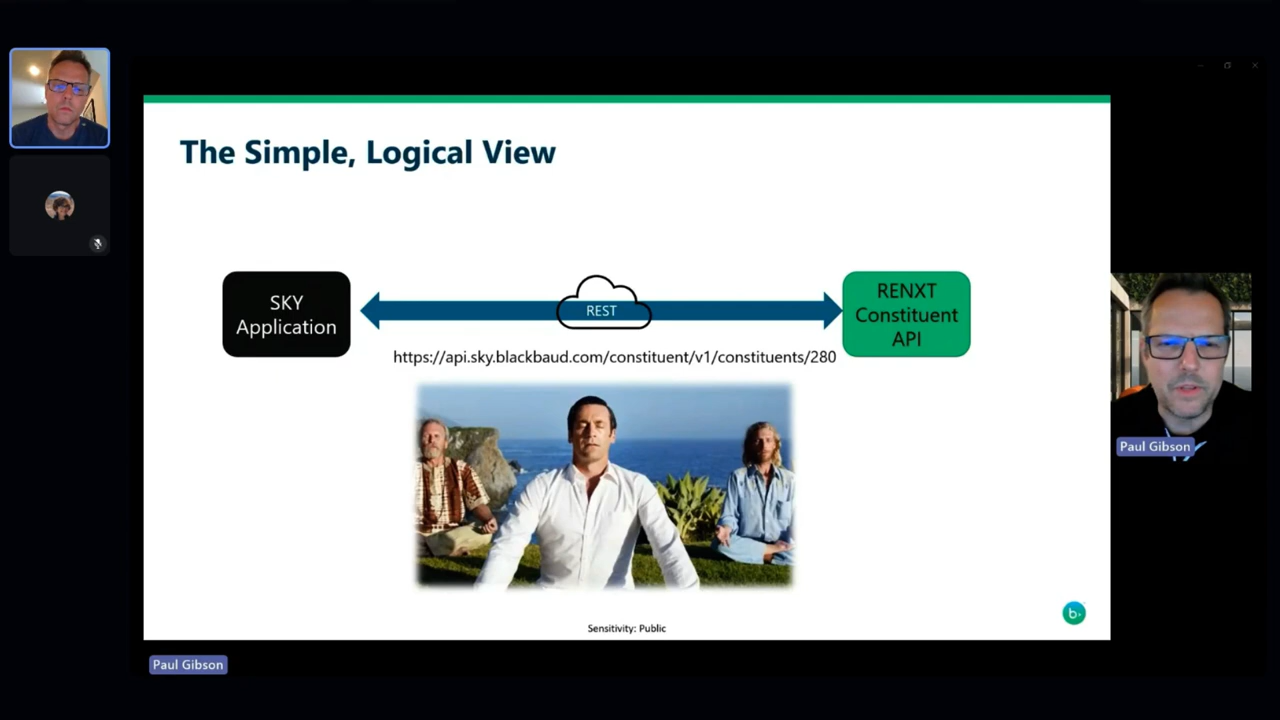 The Simple, Logical View
SKY
Application
REST
RENXT
Constituent
API
https://api.sky.blackbaud.com/constituent/v1/constituents/280
Paul Gibson
b
Sensitivity: Public
Paul Gibson